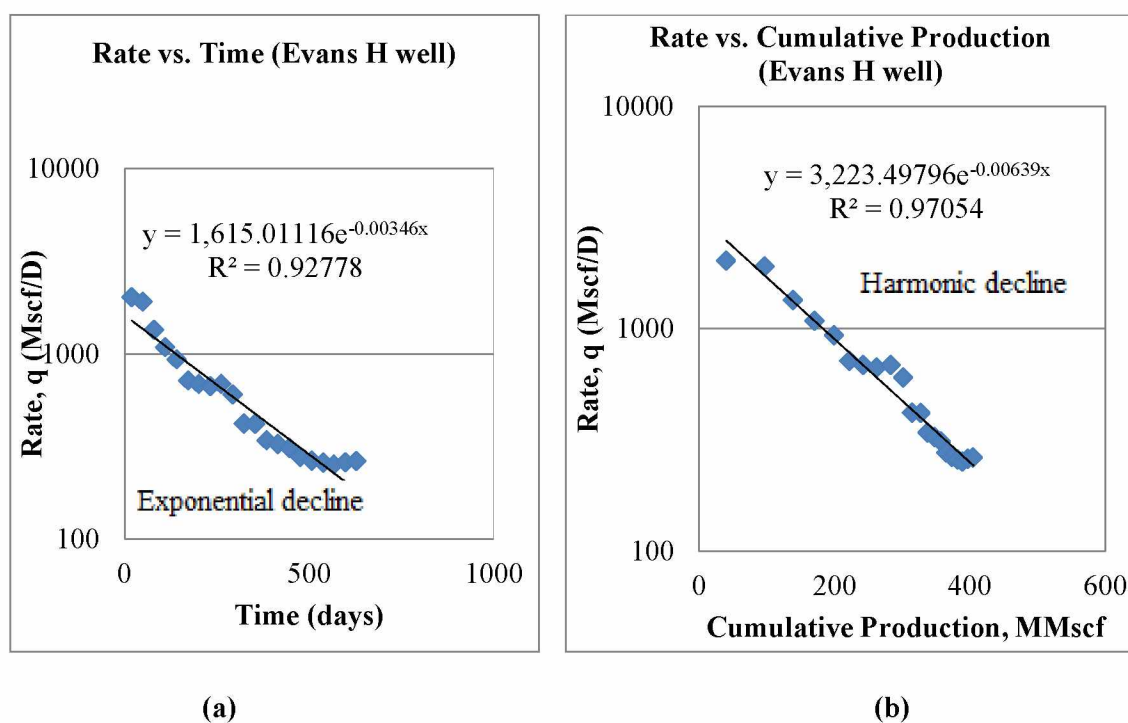 Rate vs. Time (Evans H well)
10000
1000
100
0
500
1000
y = 1,615.01116e-0.00346x
R² = 0.92778
Exponential decline
Rate, q (Mscf/D)
Time (days)
(a)
Rate vs. Cumulative Production
(Evans H well)
10000
1000
100
0
200
400
600
y = 3,223.49796e-0.00639x
R² = 0.97054
Harmonic decline
Rate, q (Mscf/D)
Cumulative Production, MMscf
(b)